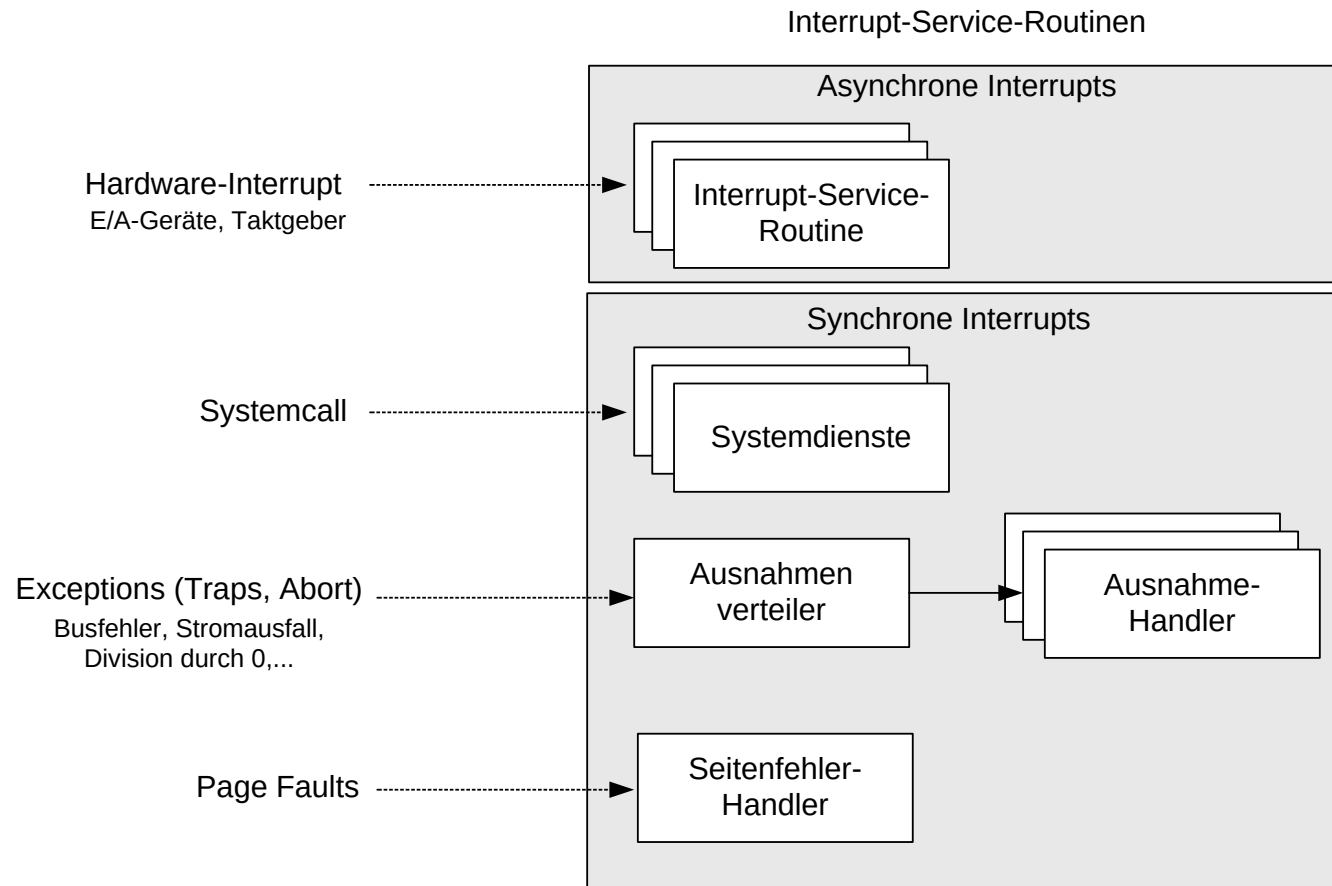 Interrupt-Service-Routinen
Asynchrone Interrupts
Hardware-Interrupt
E/A-Geräte, Taktgeber
Interrupt-Service-
Routine
Synchrone Interrupts
Systemcall
Systemdienste
Exceptions (Traps, Abort)
Busfehler, Stromausfall,
Division durch 0,...
Ausnahmen
verteiler
Ausnahme-
Handler
Page Faults
Seitenfehler-
Handler